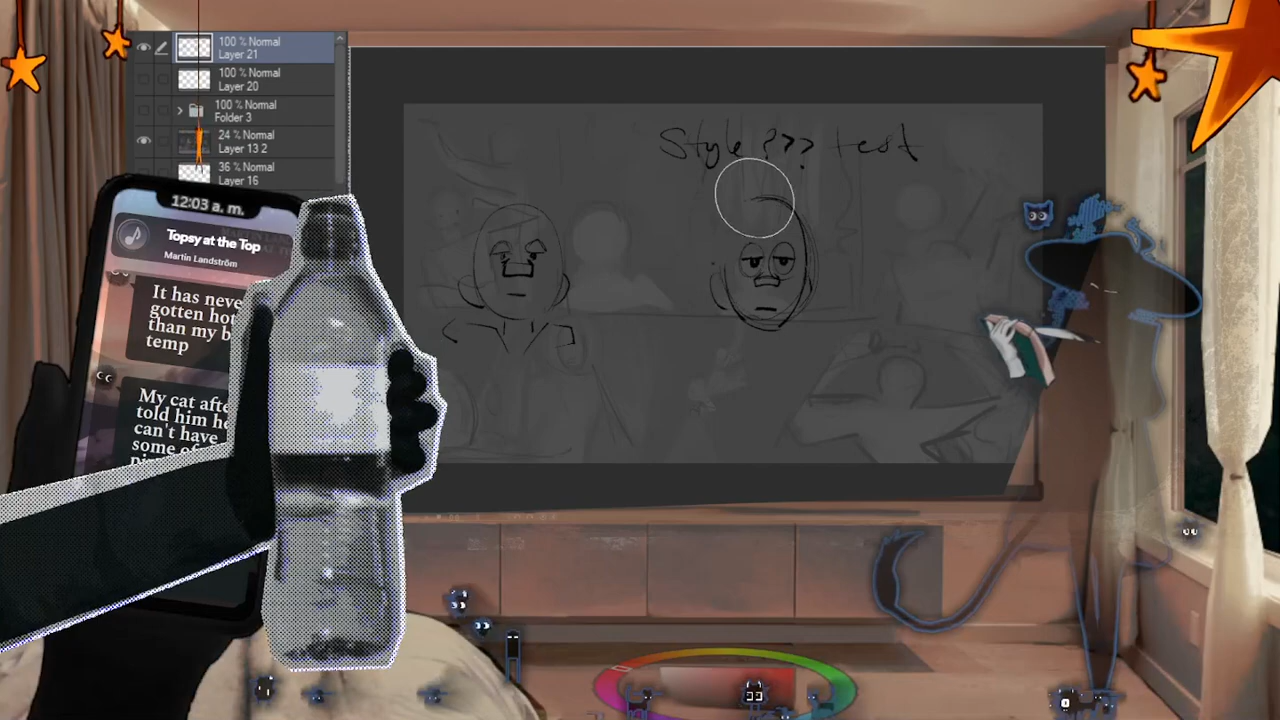 100 % Normal
Layer 21
100 % Normal
Layer 20
100 % Normal
Folder 3
24 % Normal
Layer 13 2
36 % Normal
Layer 16
Style ??? test
12:03 a. m.
Topsy at the Top
Martin Landström
It has neve
gotten hot
than my b
temp
My cat afte
told him he
can't have
some of